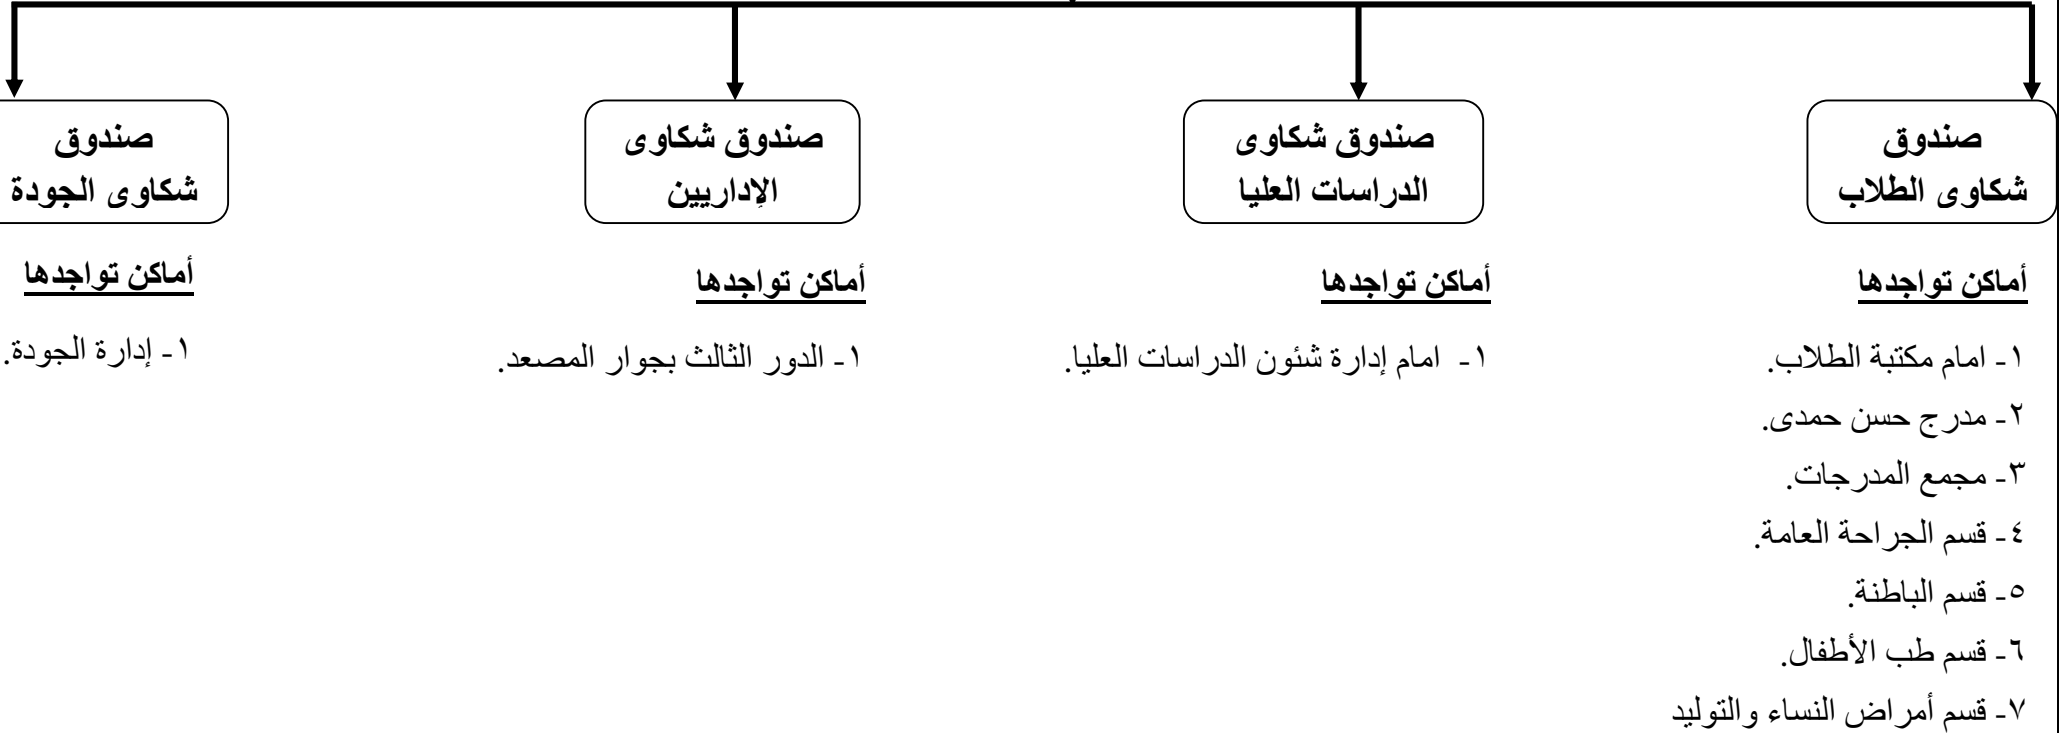 صندوق
شكاوى الطلاب
أماكن تواجدها
١- امام مكتبة الطلاب.
٢- مدرج حسن حمدى.
٣- مجمع المدرجات.
٤- قسم الجراحة العامة.
٥- قسم الباطنة.
٦- قسم طب الأطفال.
٧- قسم أمراض النساء والتوليد
صندوق شكاوى
الدراسات العليا
أماكن تواجدها
١- امام إدارة شئون الدراسات العليا.
صندوق شكاوى
الإداريين
أماكن تواجدها
١- الدور الثالث بجوار المصعد.
صندوق
شكاوى الجودة
أماكن تواجدها
١- إدارة الجودة.